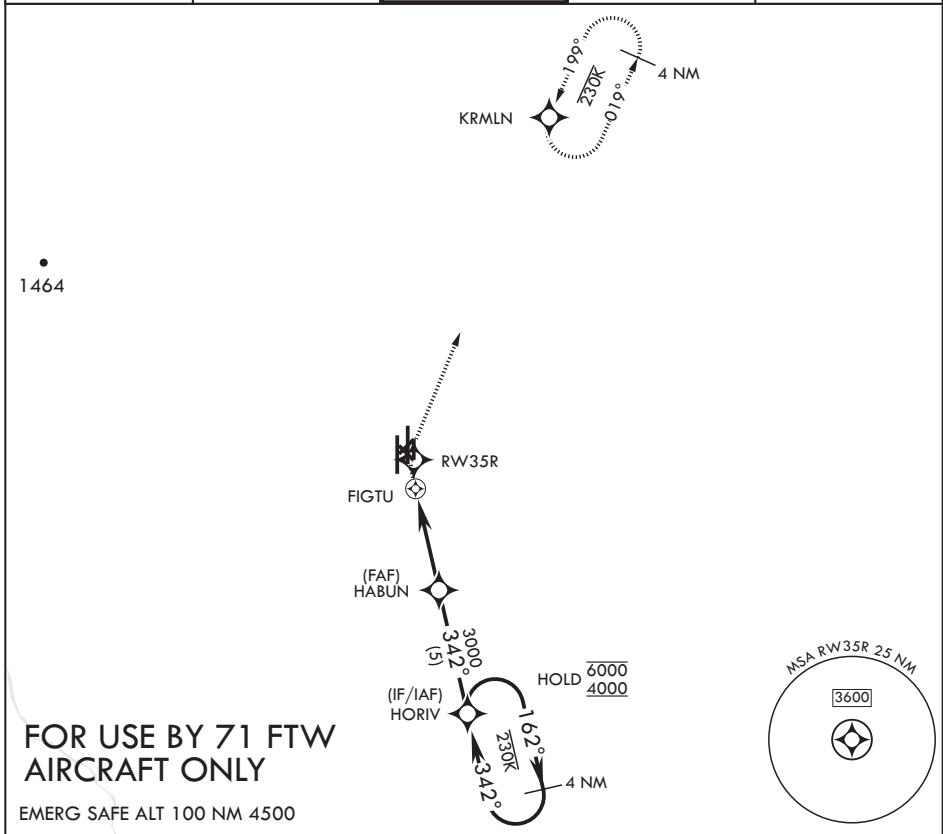 199°
230K
019°
4 NM
KRMLN
1464
RW35R
FIGTU
(FAF)
HABUN
3000
342°
(5)
(IF/IAF)
HORIV
HOLD 6000
4000
162°
230K
342°
4 NM
MSA RW35R 25 NM
3600
FOR USE BY 71 FTW
AIRCRAFT ONLY
EMERG SAFE ALT 100 NM 4500